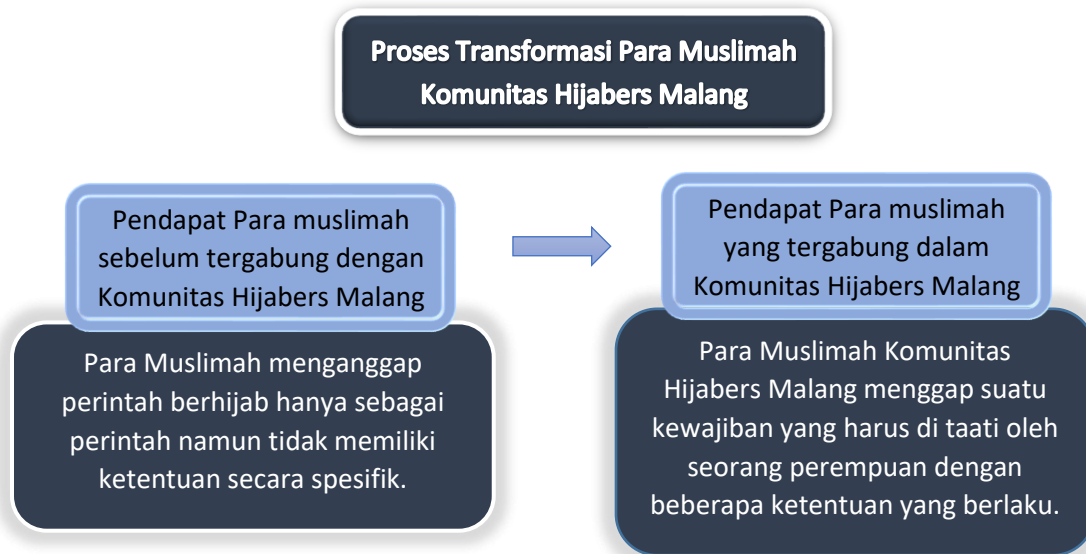 Proses Transformasi Para Muslimah
Komunitas Hijabers Malang
Pendapat Para muslimah
sebelum tergabung dengan
Komunitas Hijabers Malang
Para Muslimah menganggap
perintah berhijab hanya sebagai
perintah namun tidak memiliki
ketentuan secara spesifik.
Pendapat Para muslimah
yang tergabung dalam
Komunitas Hijabers Malang
Para Muslimah Komunitas
Hijabers Malang menggap suatu
kewajiban yang harus di taati oleh
seorang perempuan dengan
beberapa ketentuan yang berlaku.